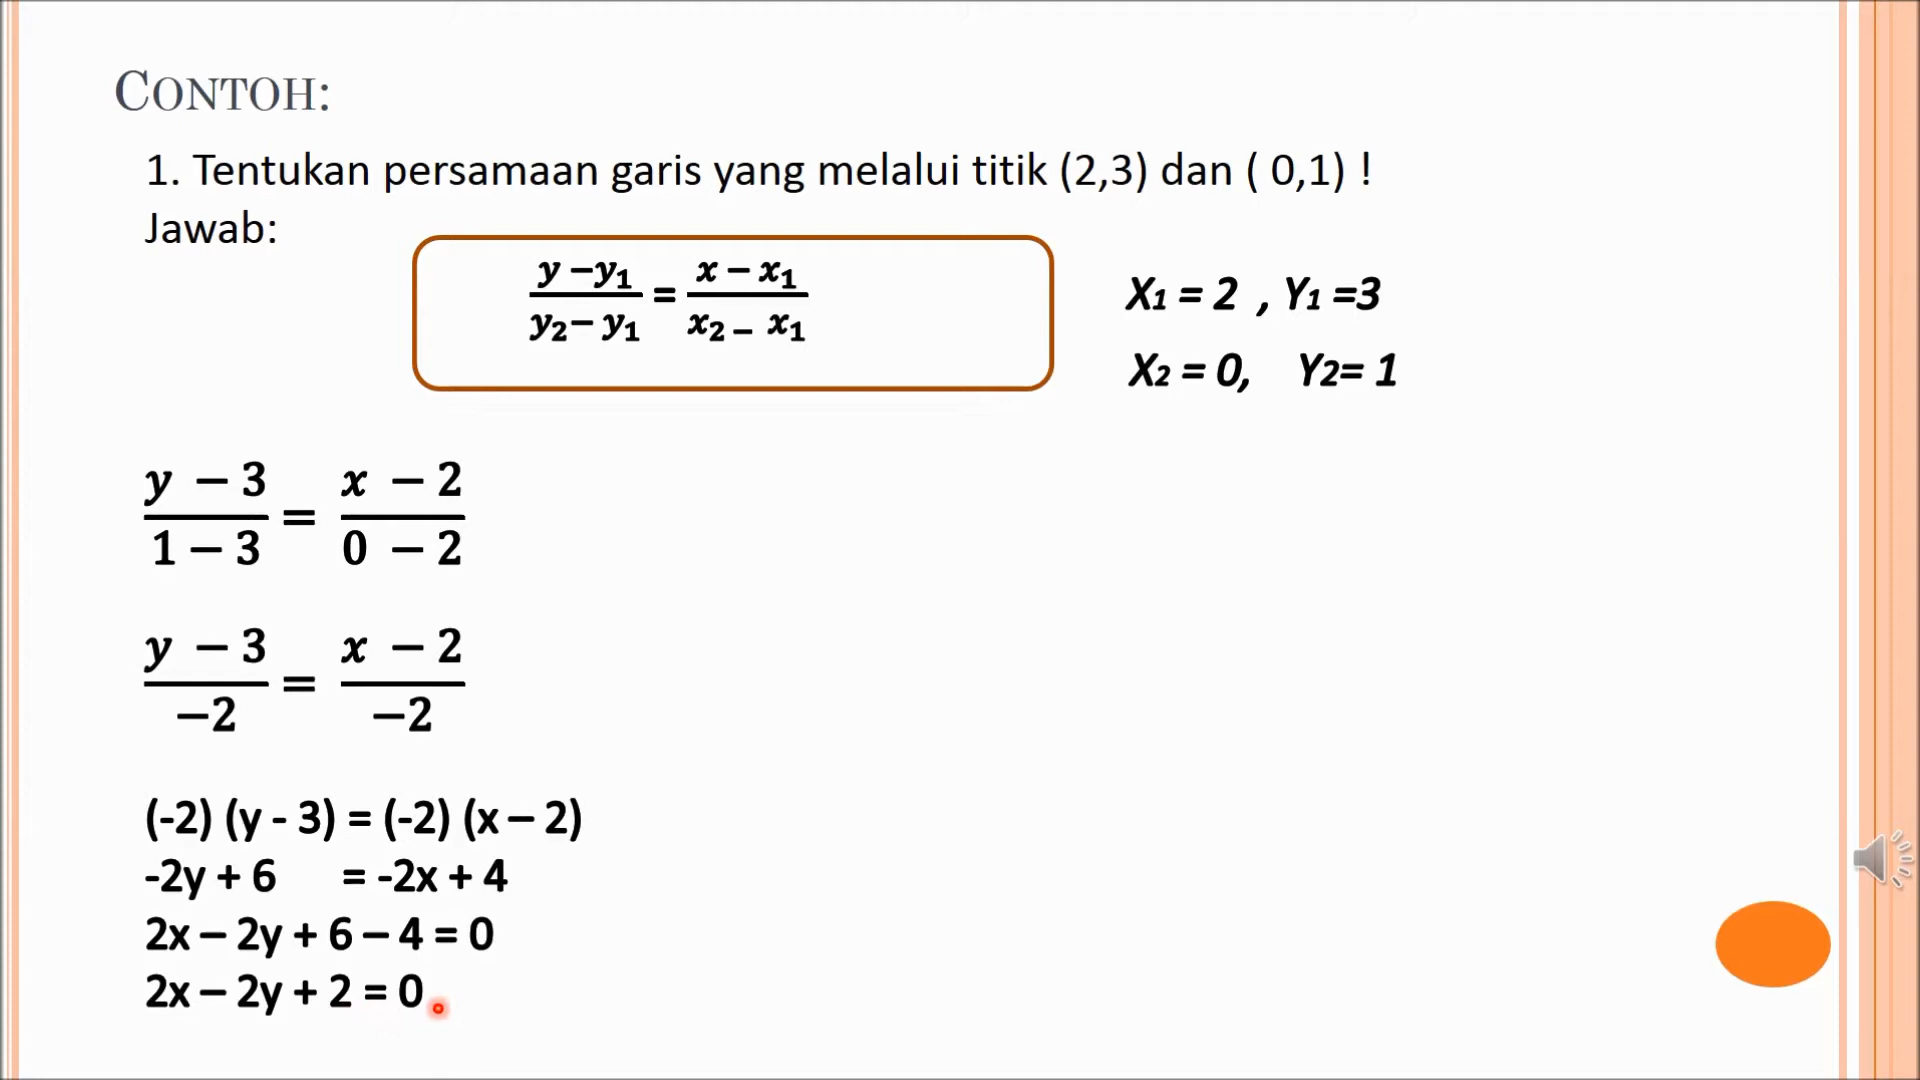 CONTOH:
1. Tentukan persamaan garis yang melalui titik (2,3) dan ( 0,1) !
Jawab:
y −y₁ / y₂− y₁ = x − x₁ / x₂ − x₁
X₁ = 2 , Y₁ =3
X₂ = 0, Y₂= 1
y − 3 / 1 − 3 = x − 2 / 0 − 2
y − 3 / −2 = x − 2 / −2
(-2) (y - 3) = (-2) (x – 2)
-2y + 6 = -2x + 4
2x – 2y + 6 – 4 = 0
2x – 2y + 2 = 0